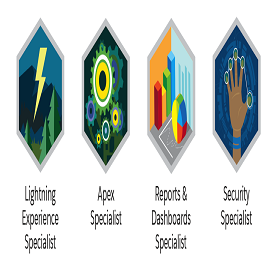 Lightning
Experience
Specialist
Apex
Specialist
Reports &
Dashboards
Specialist
Security
Specialist